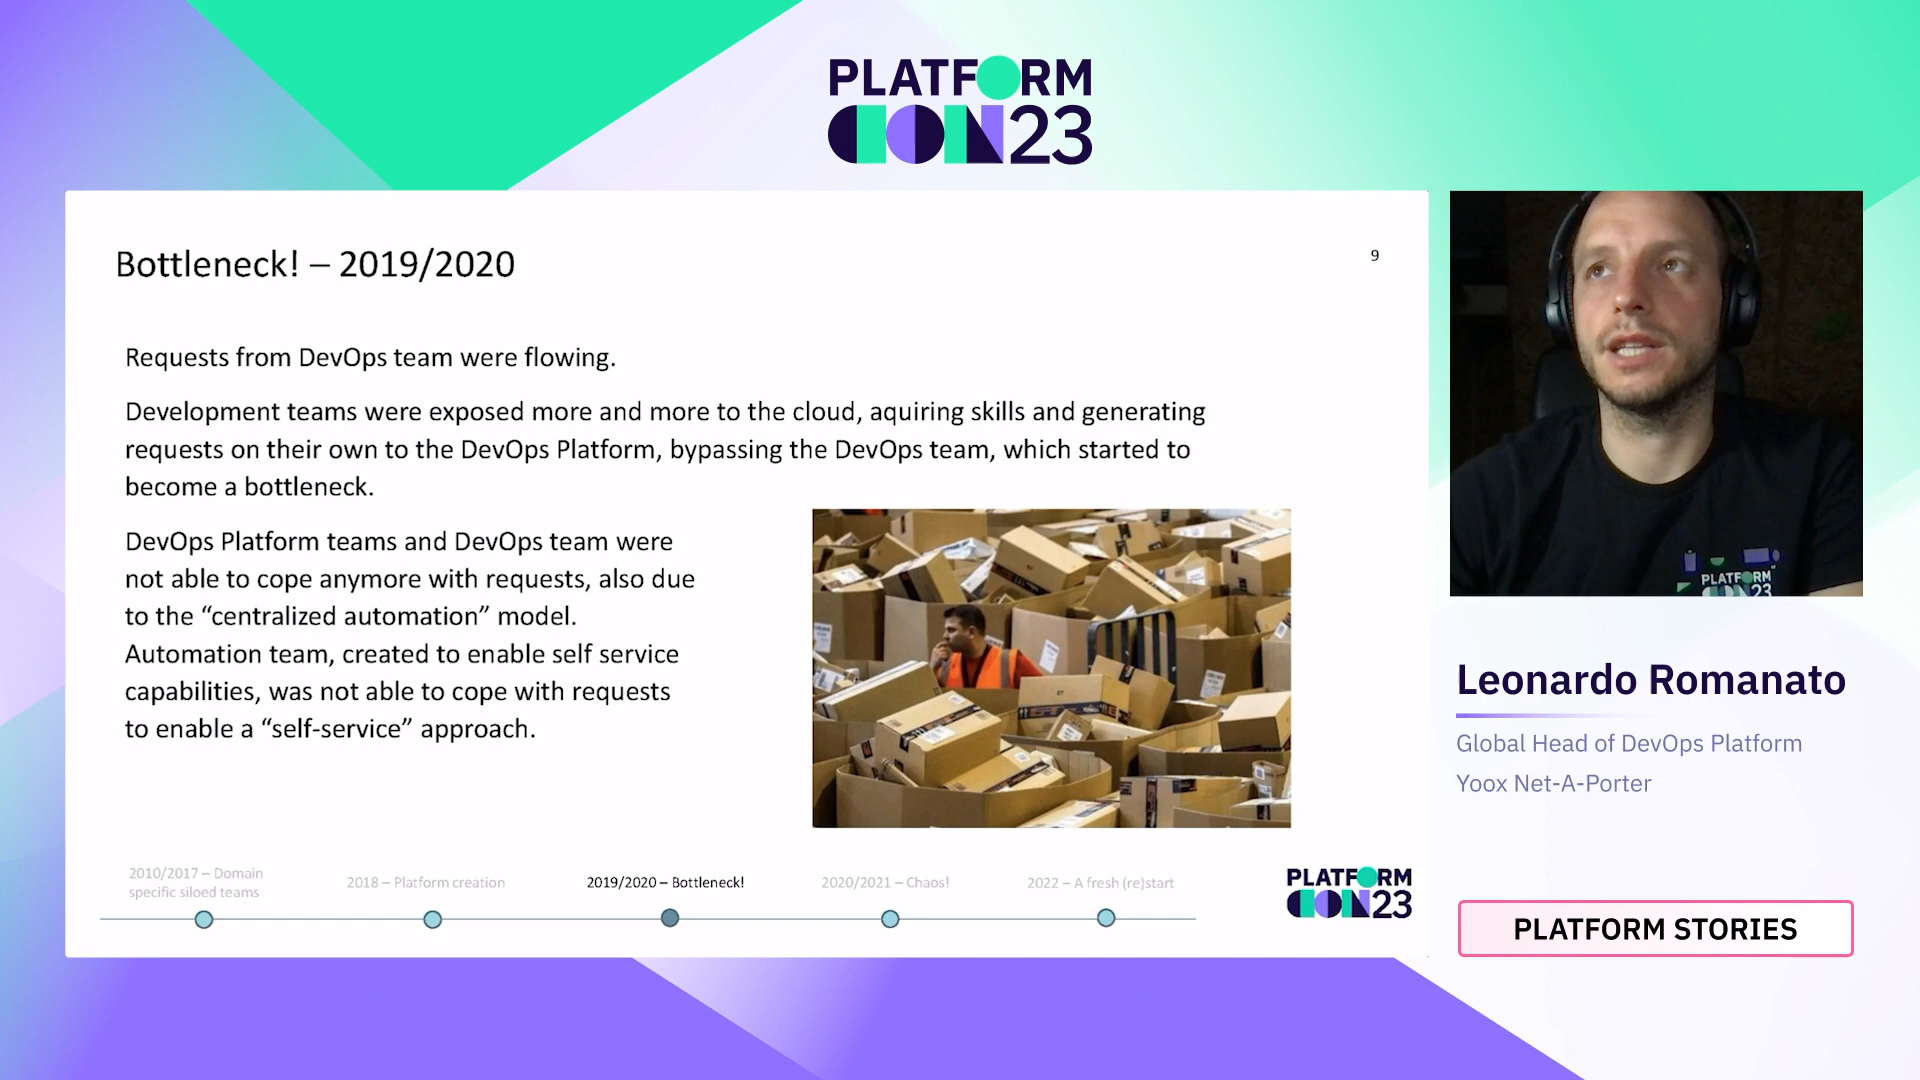 PLATFORM
CON23
Bottleneck! – 2019/2020
9
Requests from DevOps team were flowing.
Development teams were exposed more and more to the cloud, aquiring skills and generating
requests on their own to the DevOps Platform, bypassing the DevOps team, which started to
become a bottleneck.
DevOps Platform teams and DevOps team were
not able to cope anymore with requests, also due
to the “centralized automation” model.
Automation team, created to enable self service
capabilities, was not able to cope with requests
to enable a “self-service” approach.
2010/2017 – Domain
specific siloed teams
2018 – Platform creation
2019/2020 – Bottleneck!
2020/2021 – Chaos!
2022 – A fresh (re)start
PLATFORM
CON23
PLATFORM
23
Leonardo Romanato
Global Head of DevOps Platform
Yoox Net-A-Porter
PLATFORM STORIES